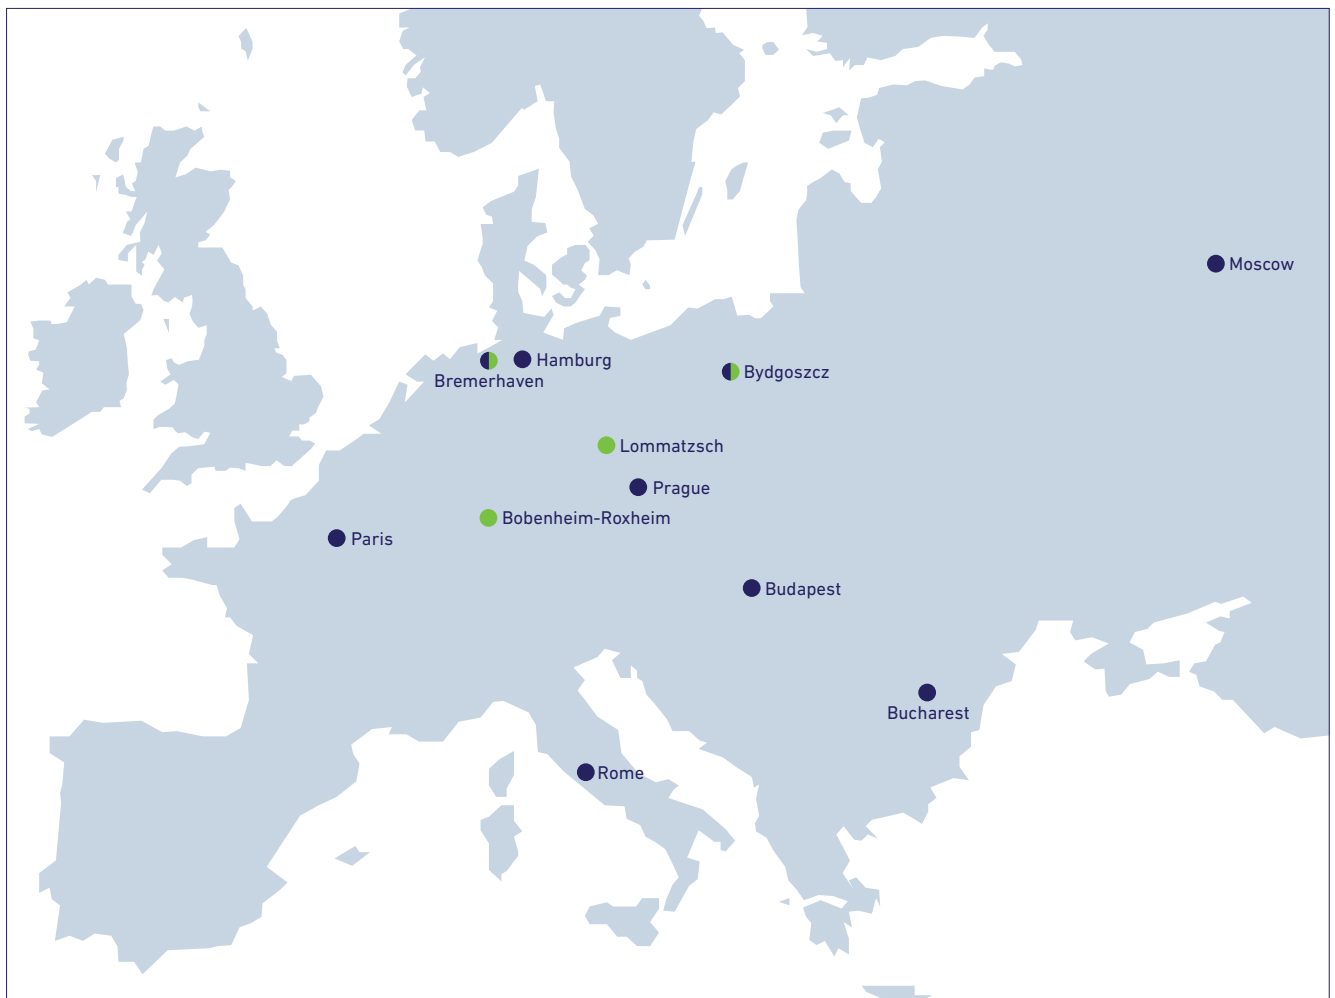 Moscow
Hamburg
Bremerhaven
Bydgoszcz
Lommatzsch
Prague
Bobenheim-Roxheim
Paris
Budapest
Bucharest
Rome